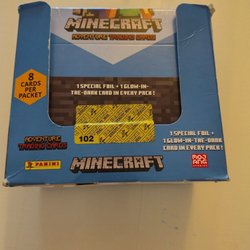 MINECRAFT
ADVENTURE TRADING CARDS
8
CARDS
PER
PACKET
1 SPECIAL FOIL + 1 GLOW-IN-
THE-DARK CARD IN EVERY PACK!
102
ADVENTURE
TRADING CARDS
PANINI
MINECRAFT
1 SPECIAL FOIL +
1 GLOW-IN-THE-DARK
CARD IN EVERY PACK!
MOJANG